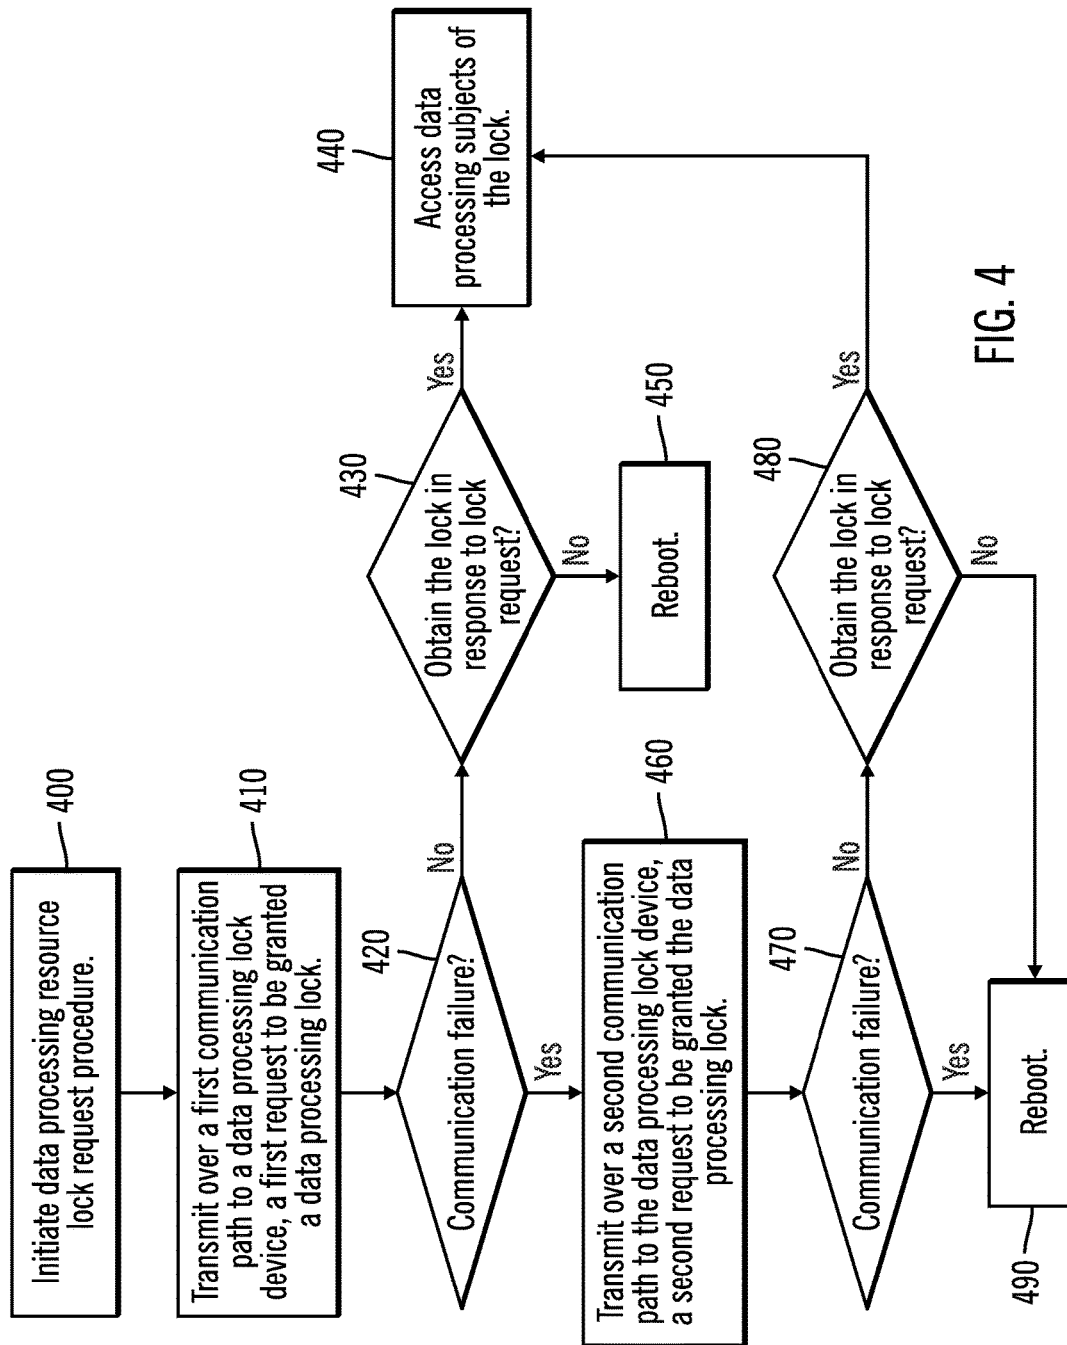 400
Initiate data processing resource
lock request procedure.
410
Transmit over a first communication
path to a data processing lock
device, a first request to be granted
a data processing lock.
420
Communication failure?
No
Yes
430
Obtain the lock in
response to lock
request?
Yes
No
440
Access data
processing subjects of
the lock.
450
Reboot.
460
Transmit over a second communication
path to the data processing lock device,
a second request to be granted the data
processing lock.
470
Communication failure?
No
Yes
480
Obtain the lock in
response to lock
request?
Yes
No
490
Reboot.
FIG. 4